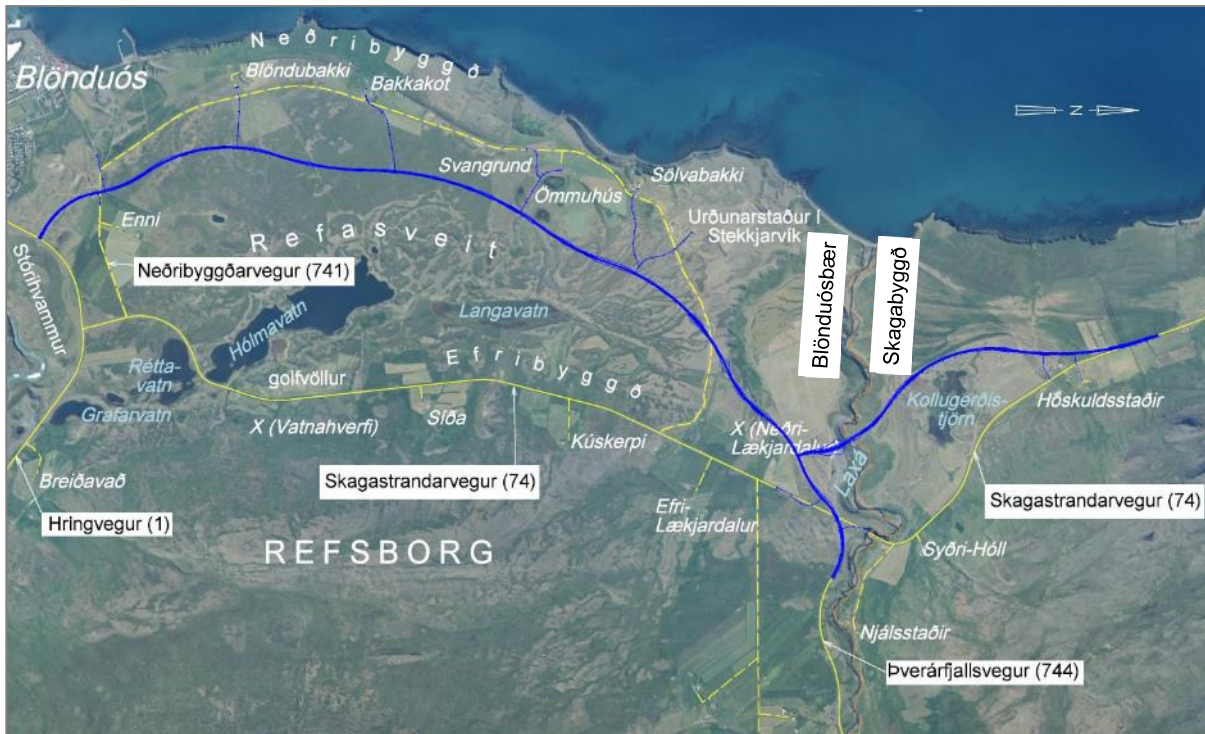 Neðribyggð
Blönduós
Blöndubakki
Bakkakot
N
Svangrund
Ömmuhús
Sölvabakki
Urðunarstaður í
Stekkjarvík
Enni
Refasveit
Neðribyggðarvegur (741)
Stórihvammur
Hólmavatn
Langavatn
Blönduósbær
Skagabyggð
Rétta-
vatn
Grafarvatn
golfvöllur
Efribyggð
X (Vatnahverfi)
Síða
Kúskerpi
X (Neðri-
Lækjardalur)
Laxá
Kollugerðis-
tjörn
Höskuldsstaðir
Breiðavað
Hringvegur (1)
Skagastrandarvegur (74)
Efri-
Lækjardalur
Skagastrandarvegur (74)
Syðri-Hóll
REFSBORG
Njálsstaðir
Þverárfjallsvegur (744)